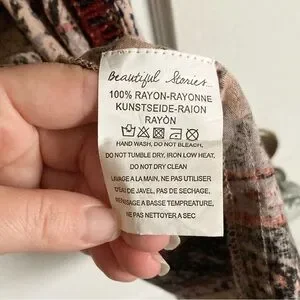 Beautiful Stories
100% RAYON-RAYONNE
KUNSTSEIDE-RAION
RAYÒN
HAND WASH, DO NOT BLEACH,
DO NOT TUMBLE DRY, IRON LOW HEAT,
DO NOT DRY CLEAN
LAVAGE A LA MAIN, NE PAS UTILISER
D'EAU DE JAVEL, PAS DE SECHAGE,
REPASSAGE A BASSE TEMPREATURE,
NE PAS NETTOYER A SEC